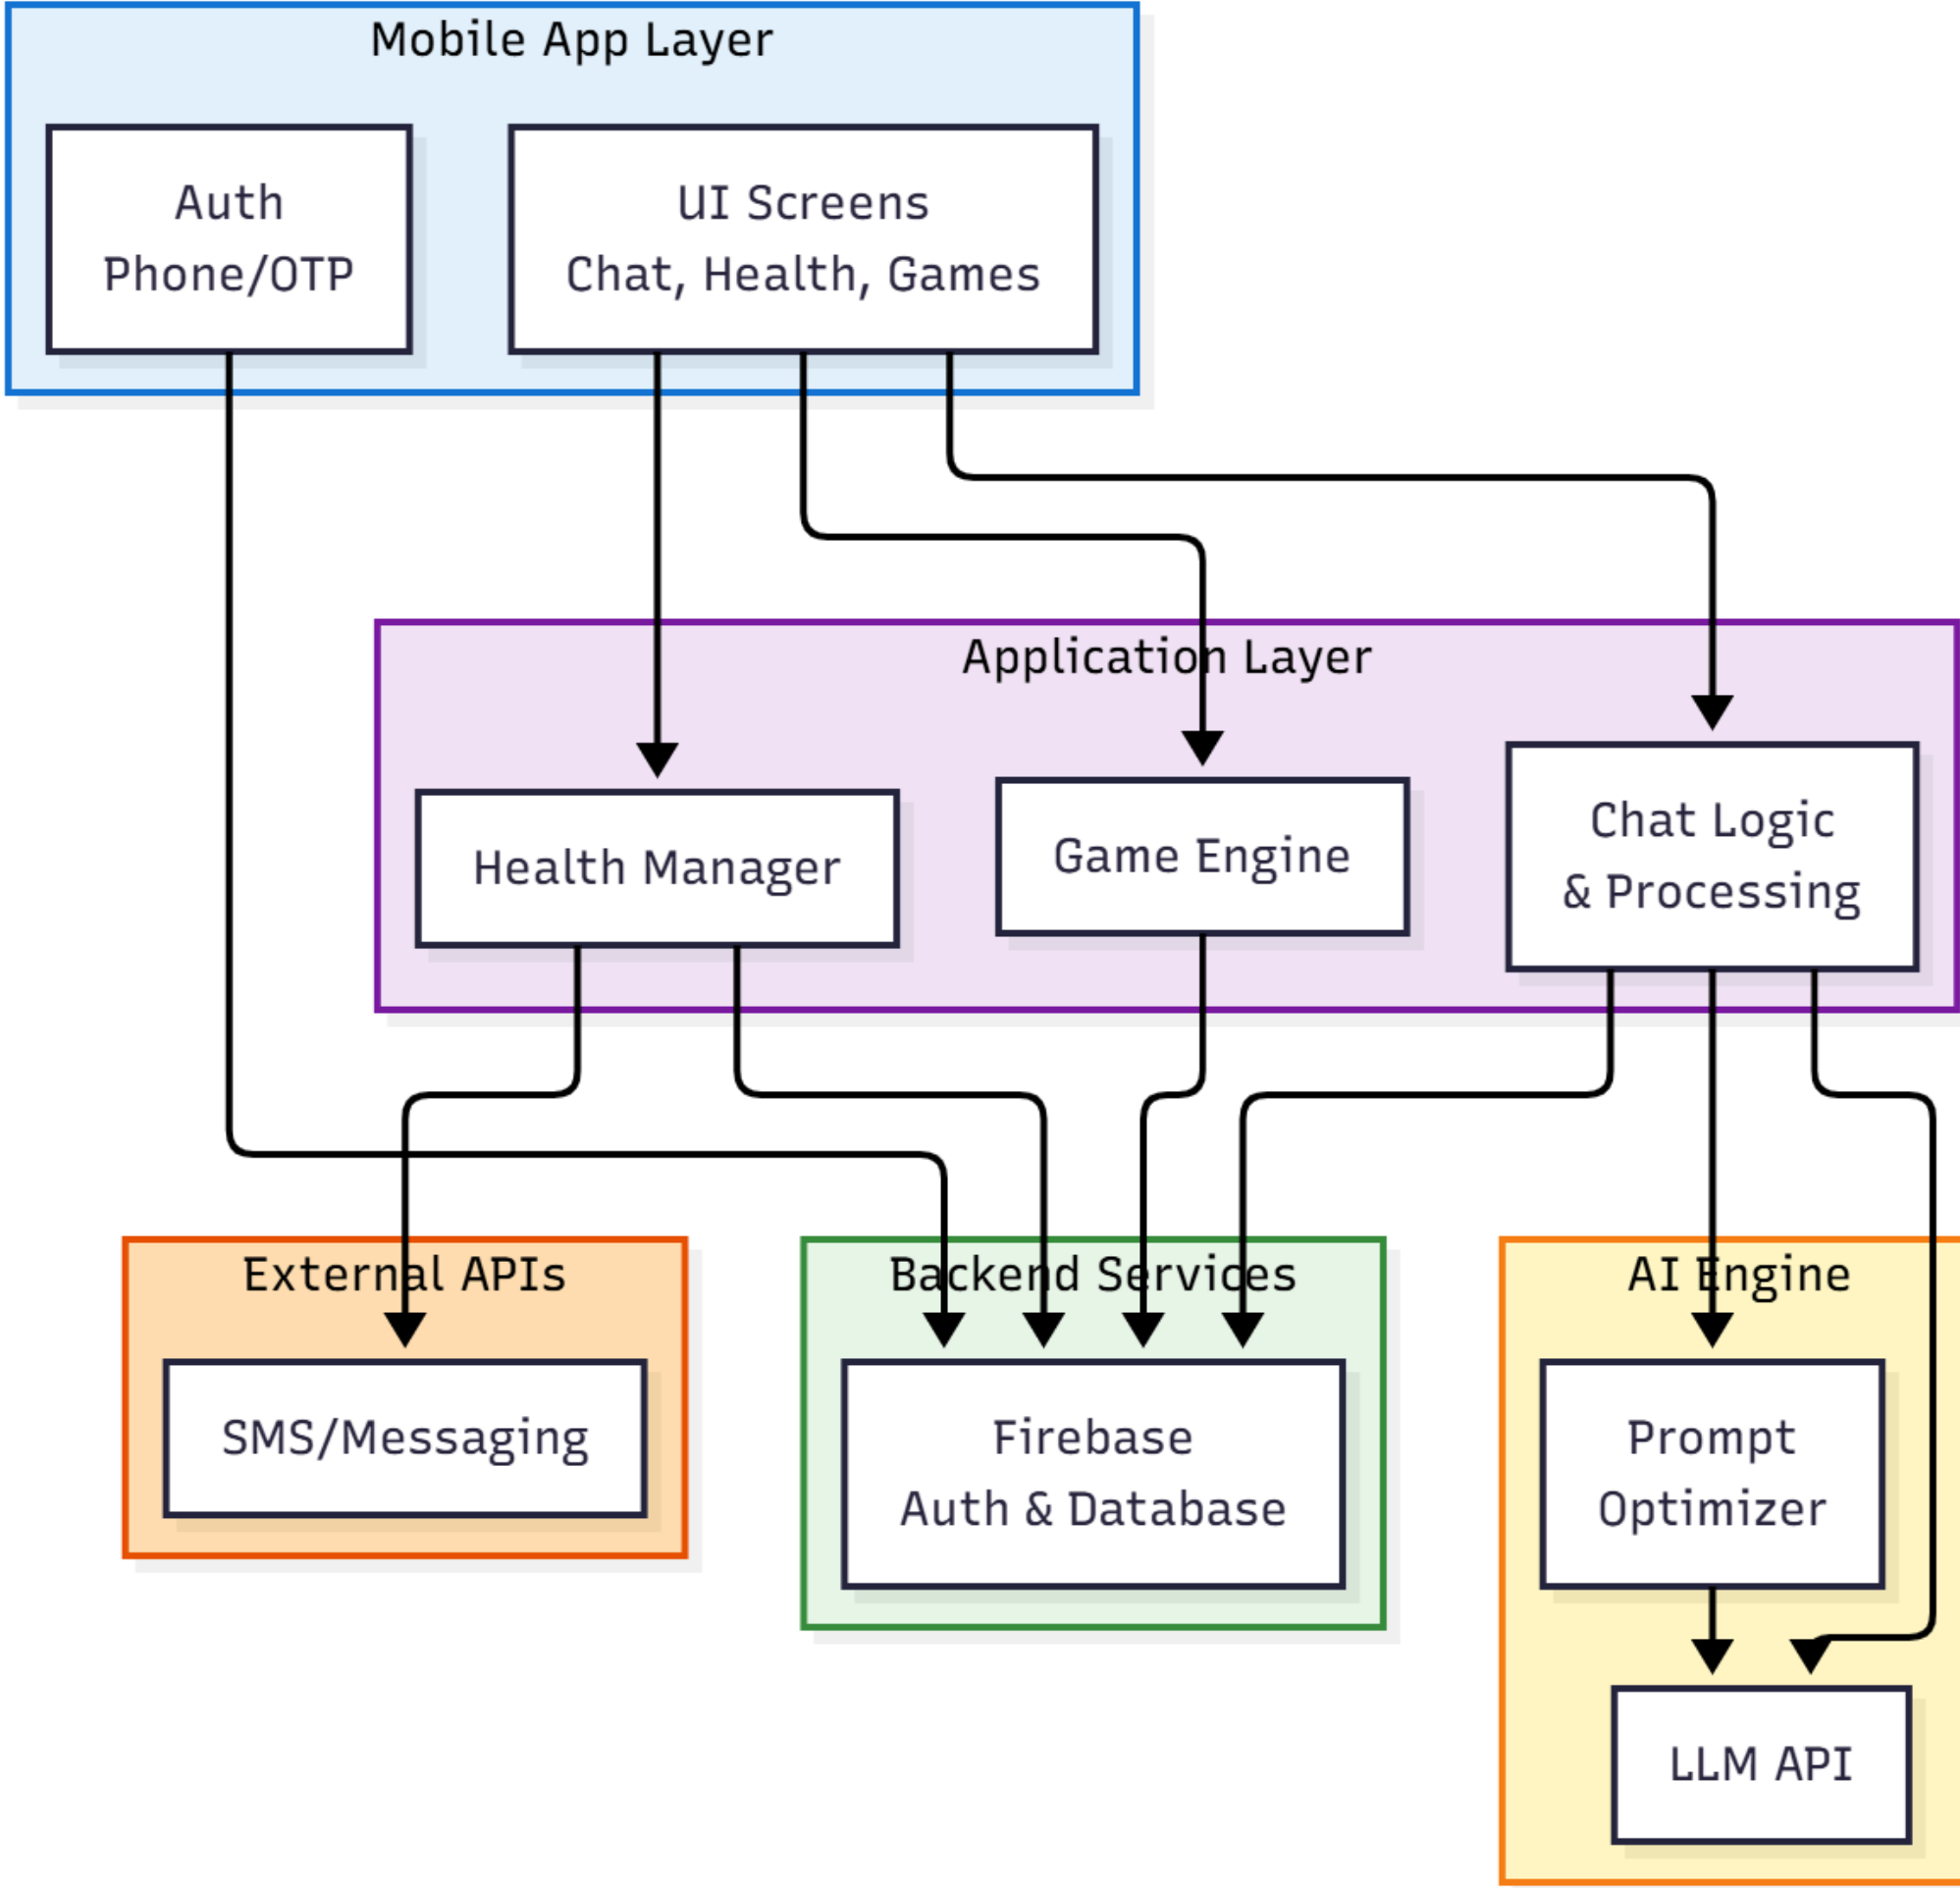 Mobile App Layer
Auth
Phone/OTP
UI Screens
Chat, Health, Games
Application Layer
Health Manager
Game Engine
Chat Logic
& Processing
External APIs
SMS/Messaging
Backend Services
Firebase
Auth & Database
AI Engine
Prompt
Optimizer
LLM API